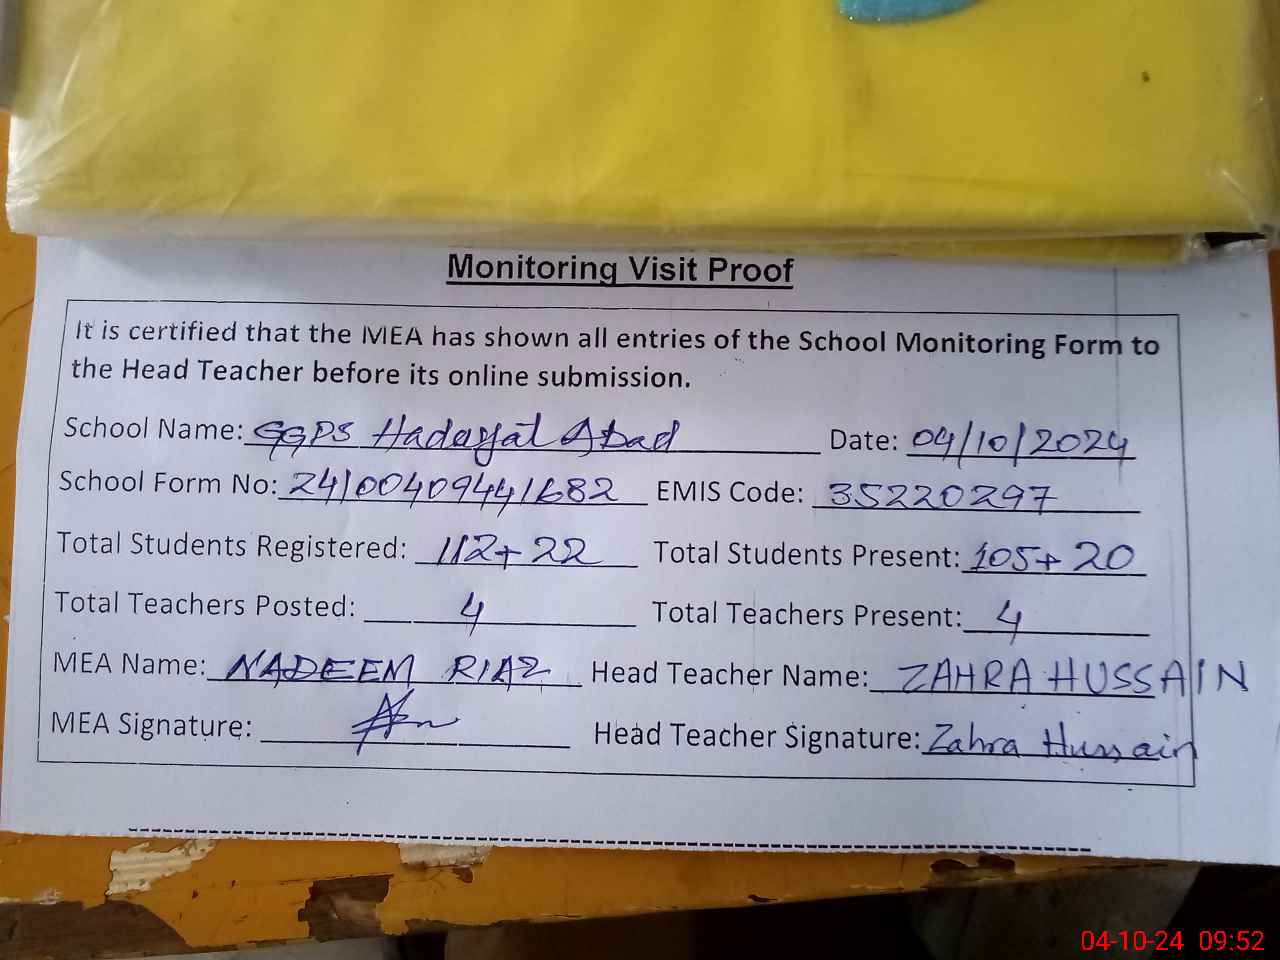 Monitoring Visit Proof
It is certified that the MEA has shown all entries of the School Monitoring Form to
the Head Teacher before its online submission.
School Name: GGPS Hadayat Abad Date: 04/10/2024
School Form No: 24100409441682 EMIS Code: 35220297
Total Students Registered: 112+22 Total Students Present: 105+20
Total Teachers Posted: 4 Total Teachers Present: 4
MEA Name: NADEEM RIAZ Head Teacher Name: ZAHRA HUSSAIN
MEA Signature: Head Teacher Signature: Zahra Hussain
04-10-24 09:52